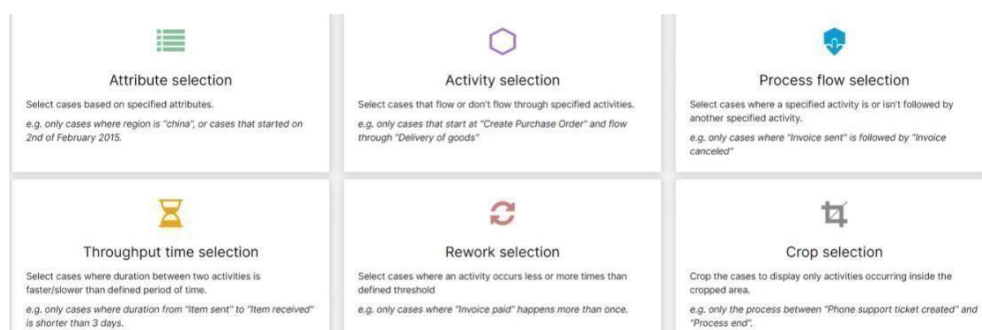 Attribute selection
Select cases based on specified attributes.
e.g. only cases where region is "china", or cases that started on
2nd of February 2015.
Activity selection
Select cases that flow or don't flow through specified activities.
e.g. only cases that start at "Create Purchase Order" and flow
through "Delivery of goods"
Process flow selection
Select cases where a specified activity is or isn't followed by
another specified activity.
e.g. only cases where "Invoice sent" is followed by "Invoice
canceled"
Throughput time selection
Select cases where duration between two activities is
faster/slower than defined period of time.
e.g. only cases where duration from "Item sent" to "Item received"
is shorter than 3 days.
Rework selection
Select cases where an activity occurs less or more times than
defined threshold
e.g. only cases where "Invoice paid" happens more than once.
Crop selection
Crop the cases to display only activities occurring inside the
cropped area.
e.g. only the process between "Phone support ticket created" and
"Process end".